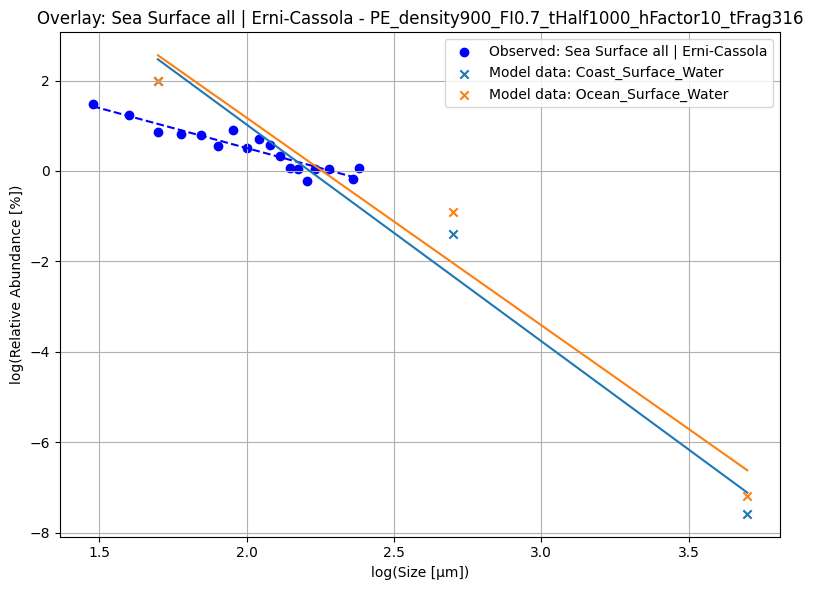 Overlay: Sea Surface all | Erni-Cassola - PE_density900_FI0.7_tHalf1000_hFactor10_tFrag316
Observed: Sea Surface all | Erni-Cassola
Model data: Coast_Surface_Water
Model data: Ocean_Surface_Water
log(Relative Abundance [%])
2
0
−2
−4
−6
−8
1.5 2.0 2.5 3.0 3.5
log(Size [µm])